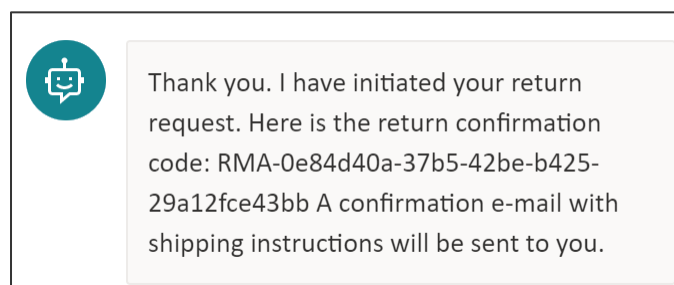 Thank you. I have initiated your return
request. Here is the return confirmation
code: RMA-0e84d40a-37b5-42be-b425-
29a12fce43bb A confirmation e-mail with
shipping instructions will be sent to you.